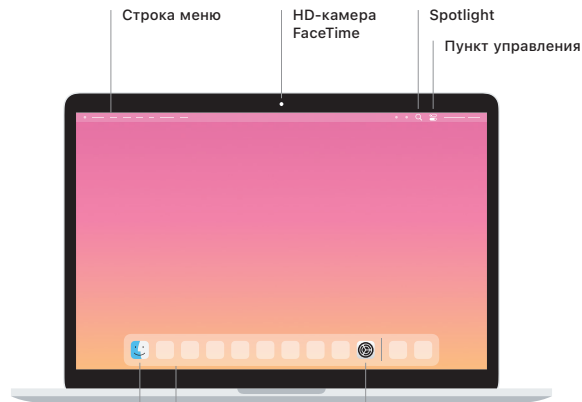 Строка меню
HD-камера
FaceTime
Spotlight
Пункт управления